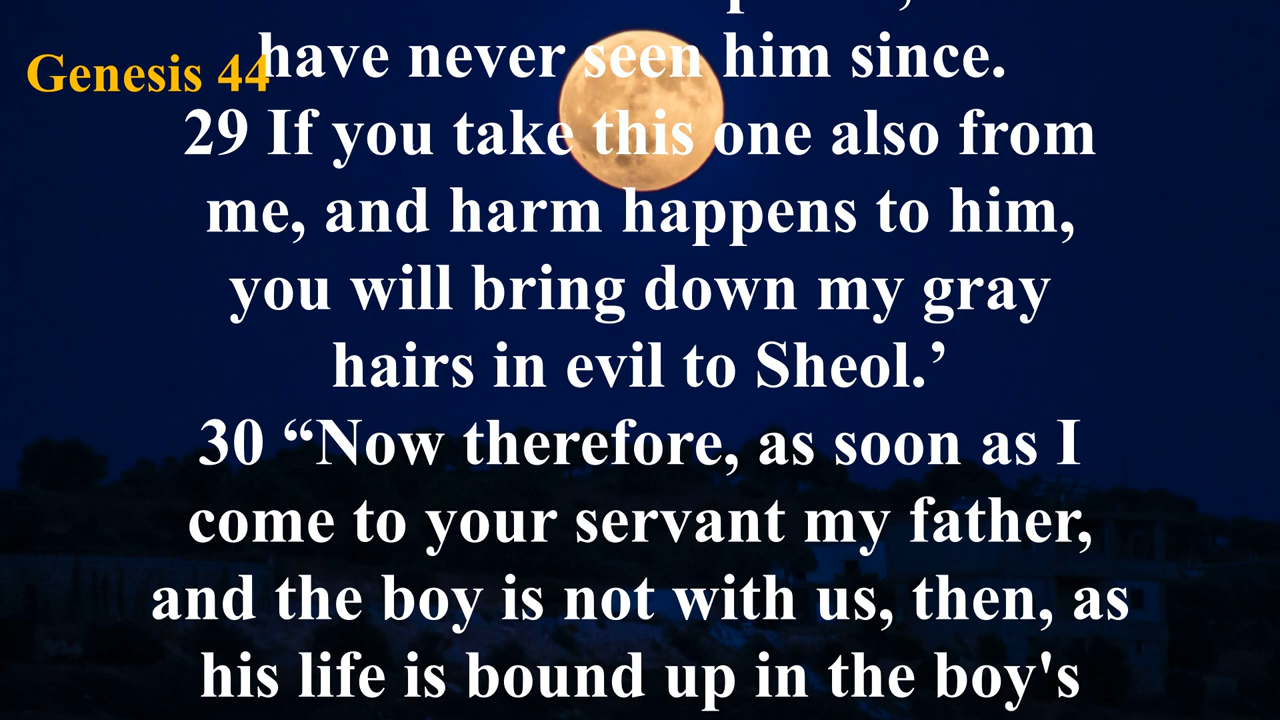 Genesis 44
have never seen him since.
29 If you take this one also from
me, and harm happens to him,
you will bring down my gray
hairs in evil to Sheol.’
30 “Now therefore, as soon as I
come to your servant my father,
and the boy is not with us, then, as
his life is bound up in the boy's